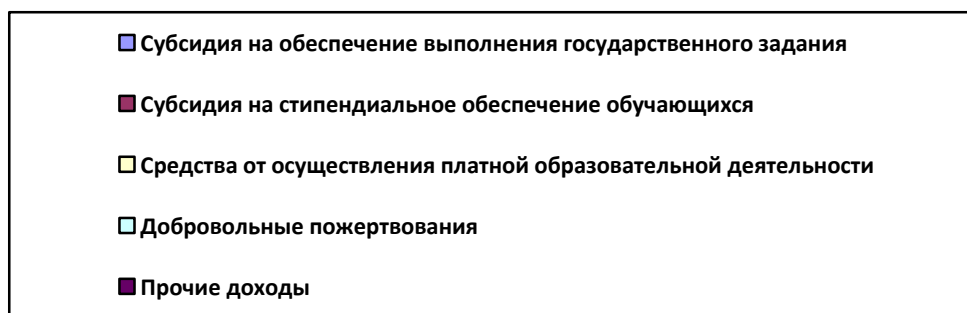 Субсидия на обеспечение выполнения государственного задания
Субсидия на стипендиальное обеспечение обучающихся
Средства от осуществления платной образовательной деятельности
Добровольные пожертвования
Прочие доходы